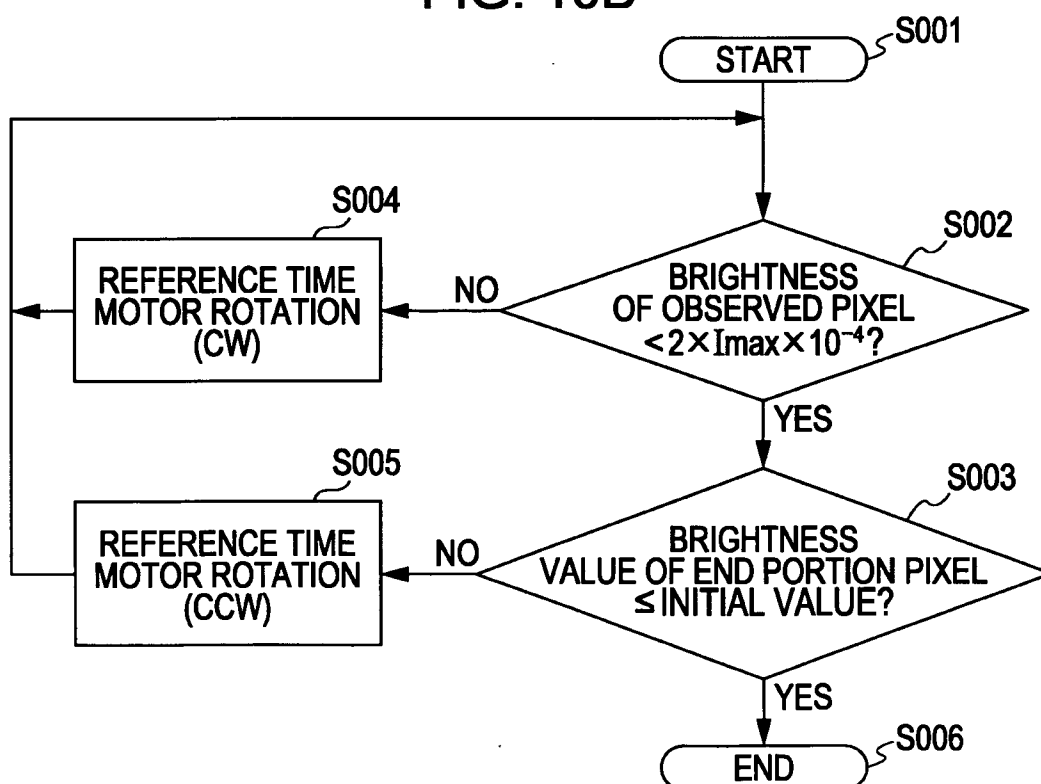 FIG. 10B
START
S001
S004
S002
REFERENCE TIME
MOTOR ROTATION
(CW)
NO
BRIGHTNESS
OF OBSERVED PIXEL
<2×Imax×10⁻⁴?
YES
S005
S003
REFERENCE TIME
MOTOR ROTATION
(CCW)
NO
BRIGHTNESS
VALUE OF END PORTION PIXEL
≤ INITIAL VALUE?
YES
S006
END